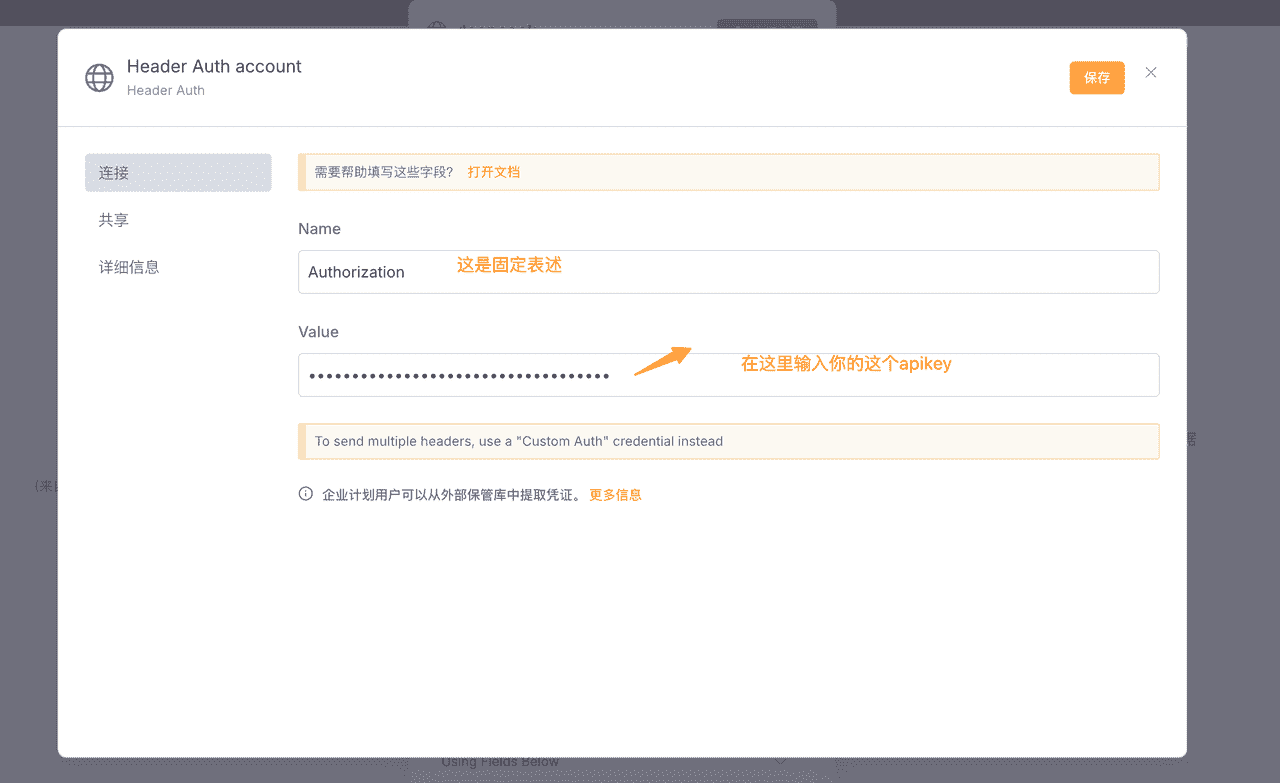 Header Auth account
Header Auth
保存
连接
共享
详细信息
需要帮助填写这些字段? 打开文档
Name
Authorization
这是固定表述
Value
••••••••••••••••••••••••••••••••••
在这里输入你的这个apikey
To send multiple headers, use a "Custom Auth" credential instead
企业计划用户可以从外部保管库中提取凭证。 更多信息
Using Fields Below